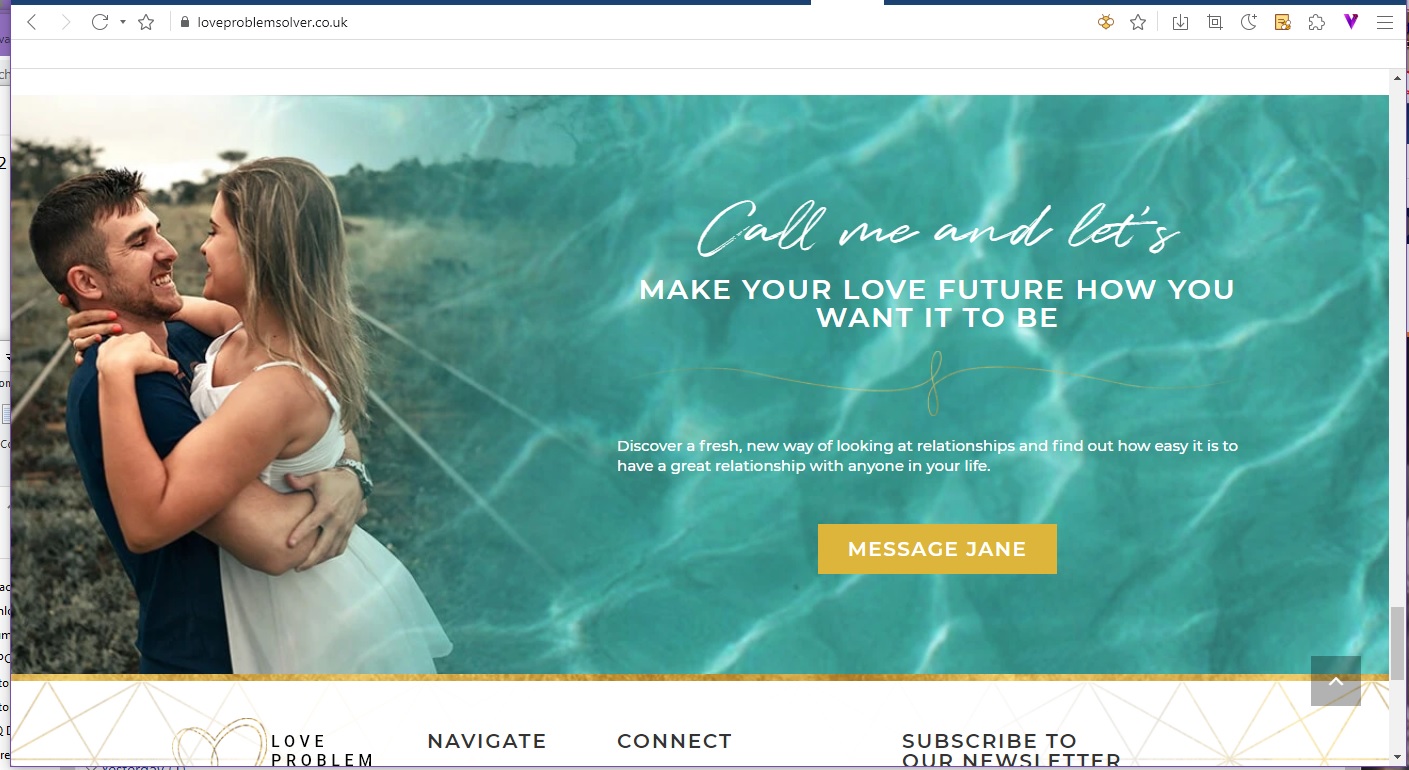 loveproblemsolver.co.uk
Call me and let's
MAKE YOUR LOVE FUTURE HOW YOU
WANT IT TO BE
Discover a fresh, new way of looking at relationships and find out how easy it is to
have a great relationship with anyone in your life.
MESSAGE JANE
LOVE
PROBLEM
NAVIGATE
CONNECT
SUBSCRIBE TO
OUR NEWSLETTER